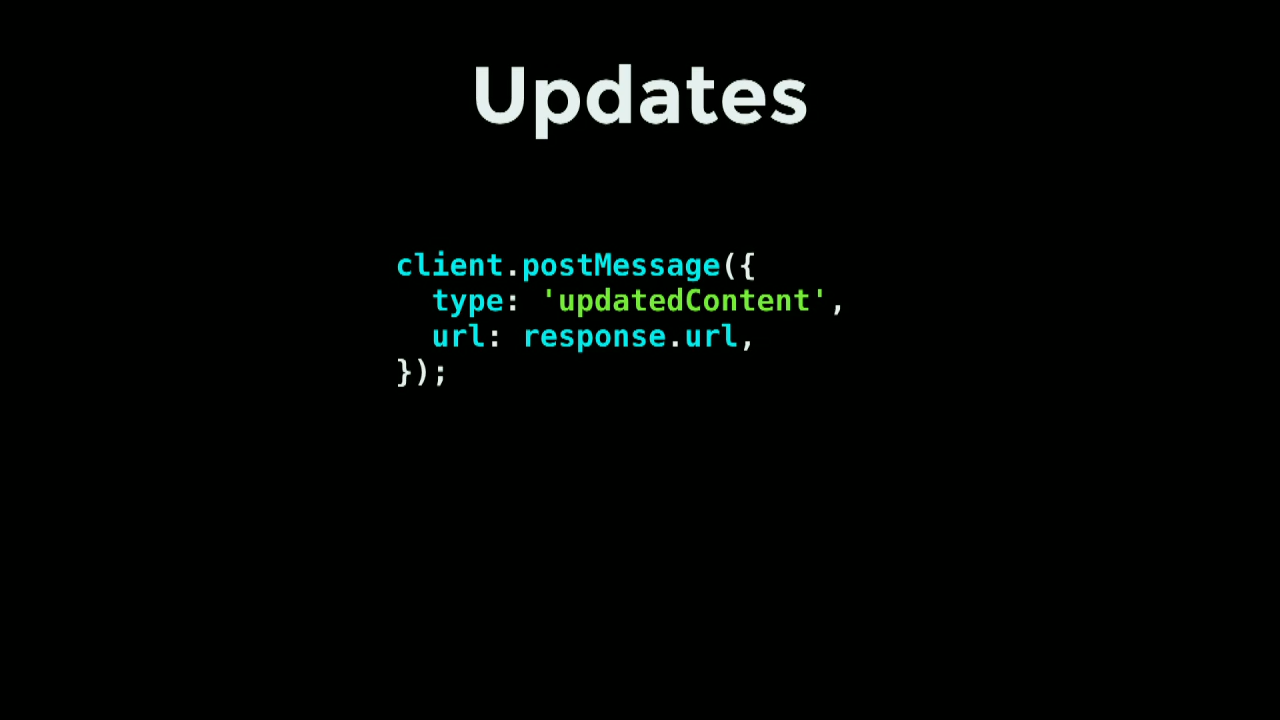 Updates
client.postMessage({
  type: 'updatedContent',
  url: response.url,
});